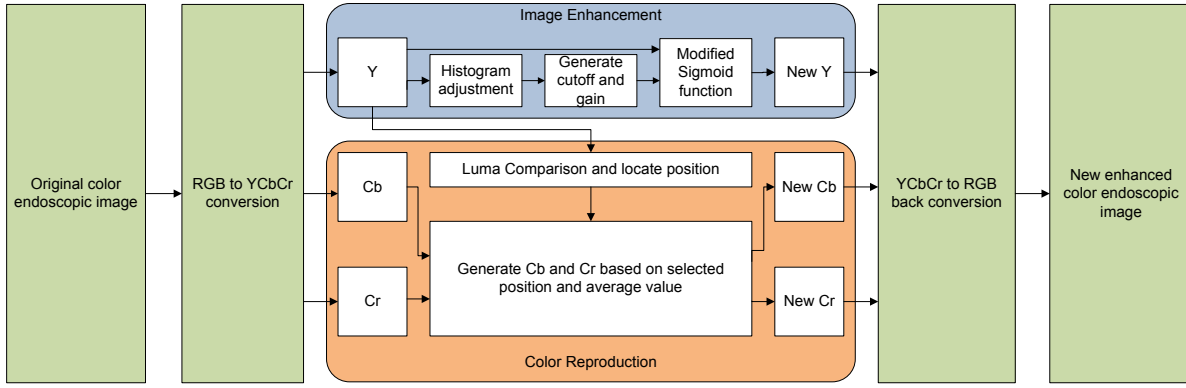 Image Enhancement
Y
Histogram
adjustment
Generate
cutoff and
gain
Modified
Sigmoid
function
New Y
Original color
endoscopic image
RGB to YCbCr
conversion
Cb
Luma Comparison and locate position
New Cb
YCbCr to RGB
back conversion
New enhanced
color endoscopic
image
Cr
Generate Cb and Cr based on selected
position and average value
New Cr
Color Reproduction